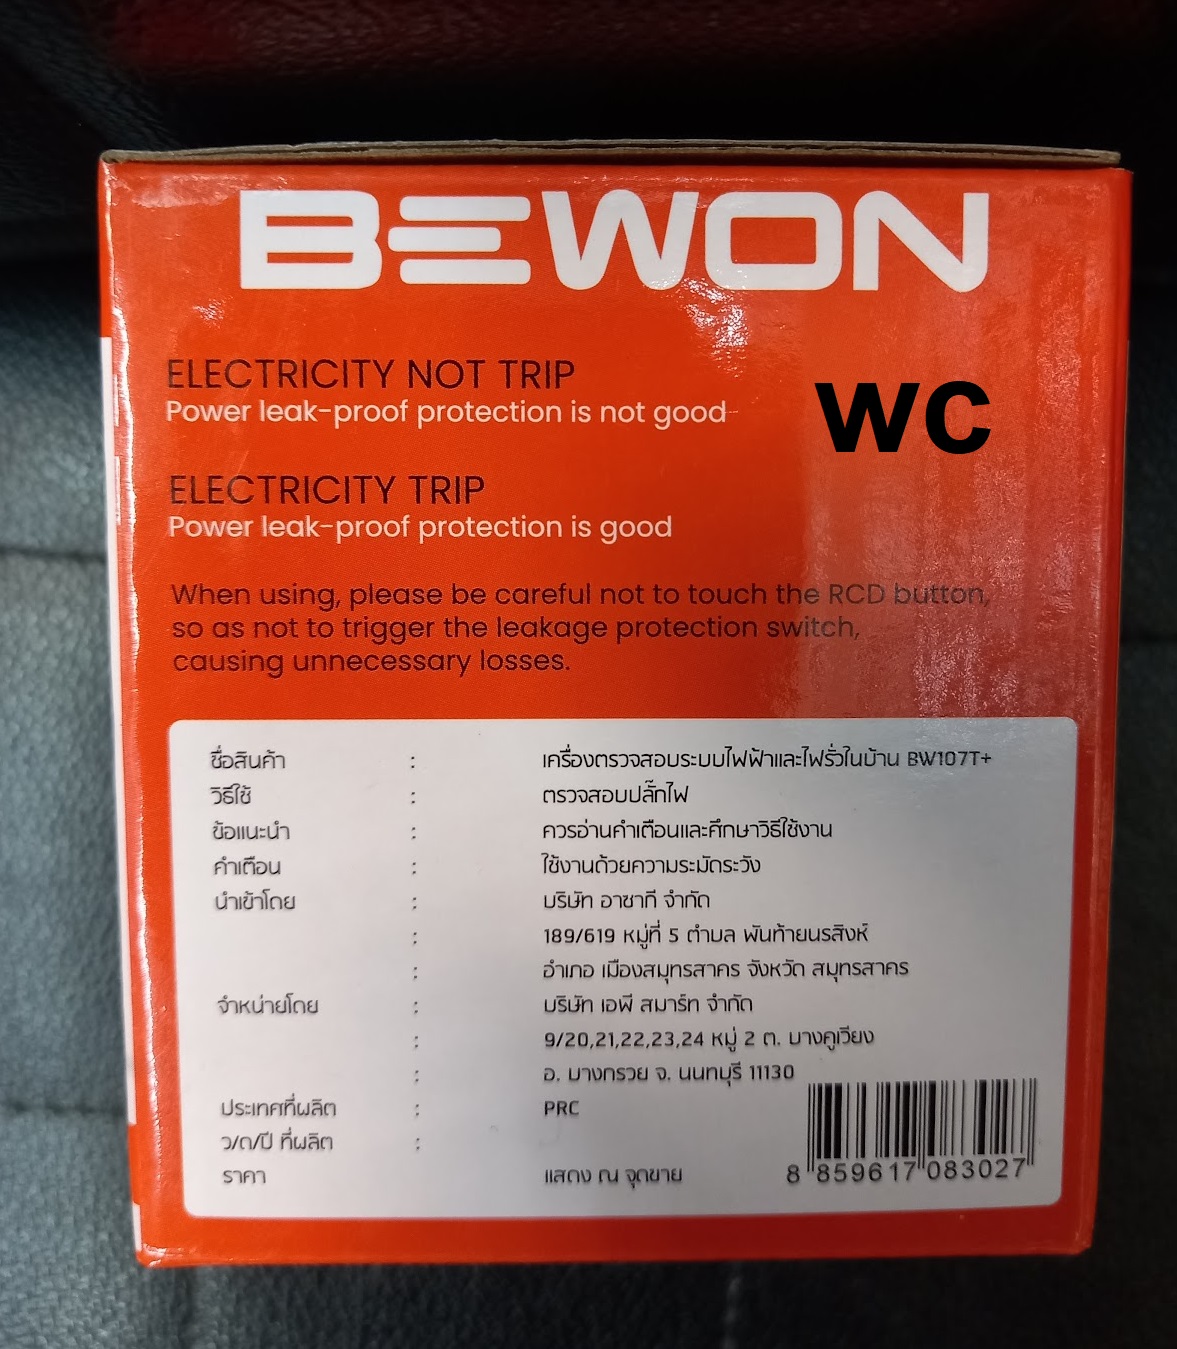 BEWON
ELECTRICITY NOT TRIP
Power leak-proof protection is not good
WC
ELECTRICITY TRIP
Power leak-proof protection is good
When using, please be careful not to touch the RCD button,
so as not to trigger the leakage protection switch,
causing unnecessary losses.
ชื่อสินค้า : เครื่องตรวจสอบระบบไฟฟ้าและไฟรั่วในบ้าน BW107T+
วิธีใช้ : ตรวจสอบปลั๊กไฟ
ข้อแนะนำ : ควรอ่านคำเตือนและศึกษาวิธีใช้งาน
คำเตือน : ใช้งานด้วยความระมัดระวัง
นำเข้าโดย : บริษัท อาซากี จำกัด
: 189/619 หมู่ที่ 5 ตำบล พันท้ายนรสิงห์
: อำเภอ เมืองสมุทรสาคร จังหวัด สมุทรสาคร
จำหน่ายโดย : บริษัท เอพี สมาร์ท จำกัด
: 9/20,21,22,23,24 หมู่ 2 ต. บางคูเวียง
: อ. บางกรวย จ. นนทบุรี 11130
ประเทศที่ผลิต : PRC
ว/ด/ปี ที่ผลิต :
ราคา แสดง ณ จุดขาย
8 859617 083027